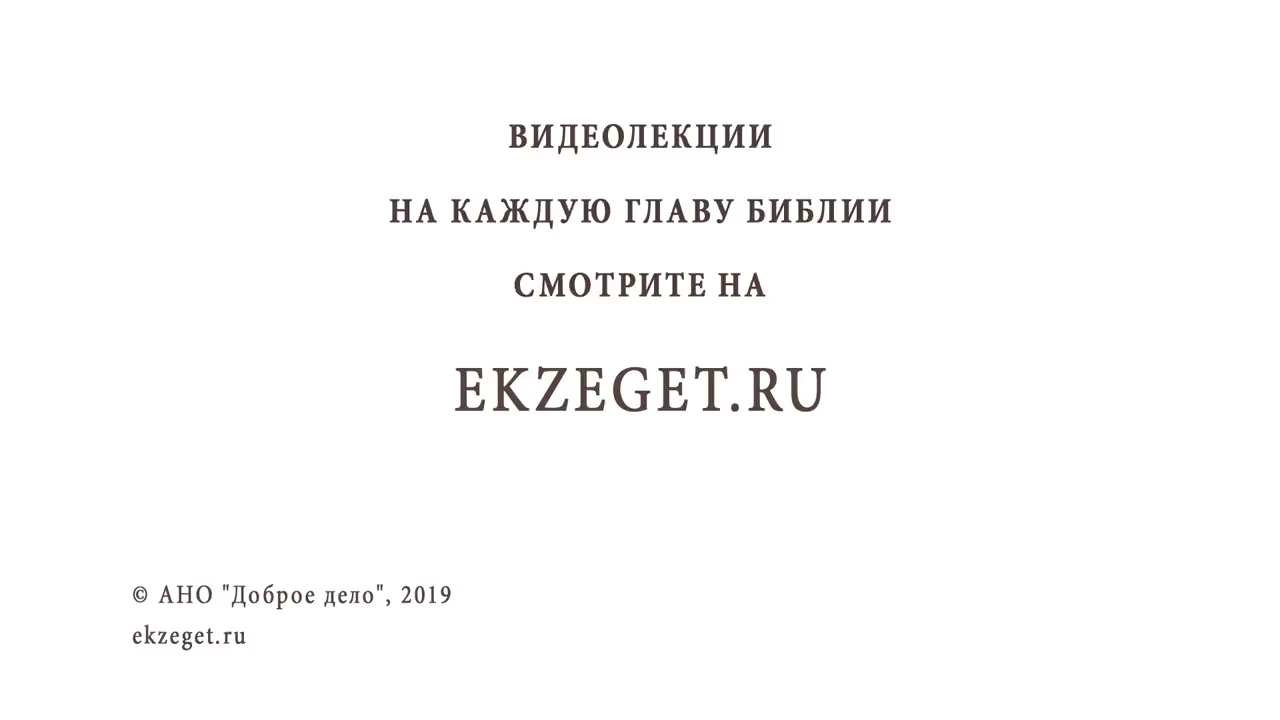 ВИДЕОЛЕКЦИИ
НА КАЖДУЮ ГЛАВУ БИБЛИИ
СМОТРИТЕ НА
EKZEGET.RU
© АНО "Доброе дело", 2019
ekzeget.ru